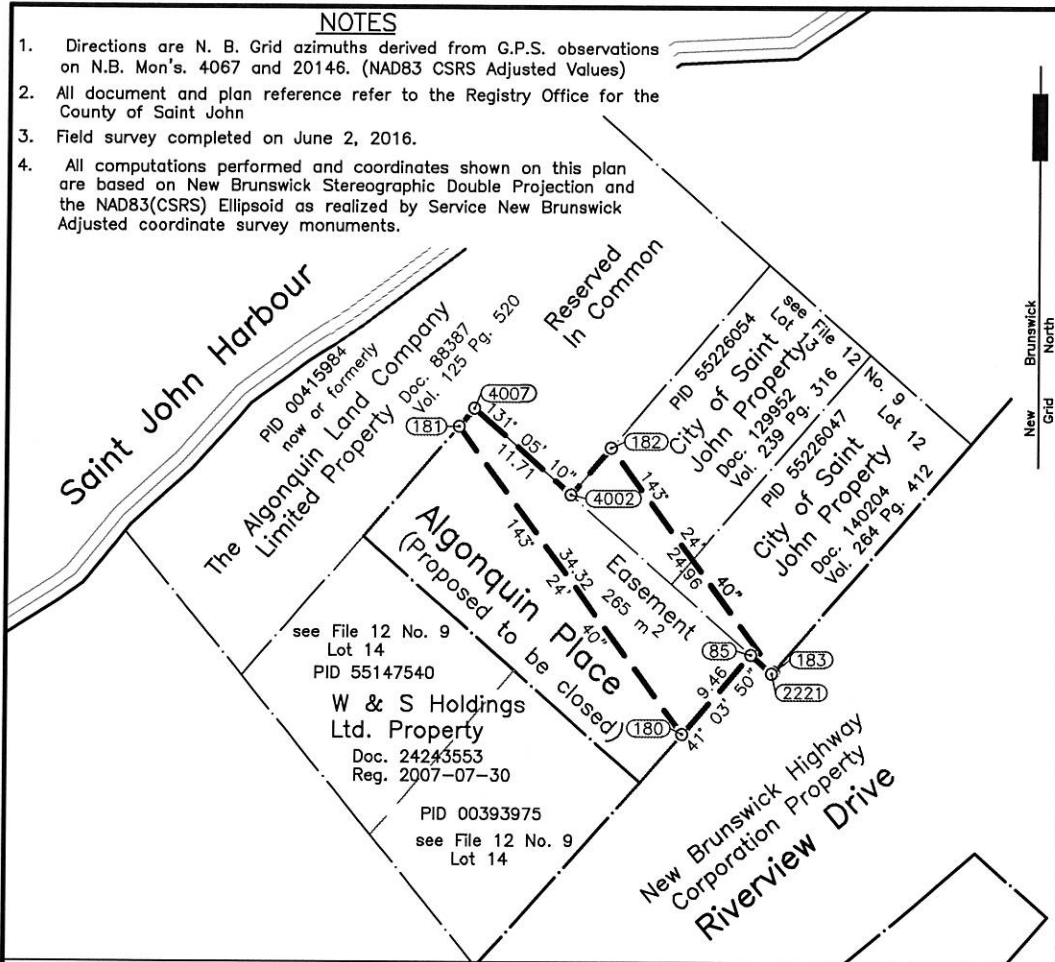 NOTES
1. Directions are N. B. Grid azimuths derived from G.P.S. observations
on N.B. Mon's. 4067 and 20146. (NAD83 CSRS Adjusted Values)
2. All document and plan reference refer to the Registry Office for the
County of Saint John
3. Field survey completed on June 2, 2016.
4. All computations performed and coordinates shown on this plan
are based on New Brunswick Stereographic Double Projection and
the NAD83(CSRS) Ellipsoid as realized by Service New Brunswick
Adjusted coordinate survey monuments.
New Brunswick
Grid North
Saint John Harbour
PID 00415984
now or formerly
The Algonquin Land Company
Limited Property
Doc. 88387
Vol. 125 Pg. 520
Reserved
In Common
4007
181
131° 05' 10"
11.71
182
4002
PID 55226054
see File 12 No. 9
Lot 13
City of Saint
John Property
Doc. 129952
Vol. 239 Pg. 316
PID 55226047
Lot 12
City of Saint
John Property
Doc. 140204
Vol. 264 Pg. 412
143° 24' 40"
24.96
Algonquin Place
(Proposed to be closed)
143° 24' 40"
34.32
Easement
265 m2
85
183
2221
9.46
41° 03' 50"
180
see File 12 No. 9
Lot 14
PID 55147540
W & S Holdings
Ltd. Property
Doc. 24243553
Reg. 2007-07-30
PID 00393975
see File 12 No. 9
Lot 14
New Brunswick Highway
Corporation Property
Riverview Drive